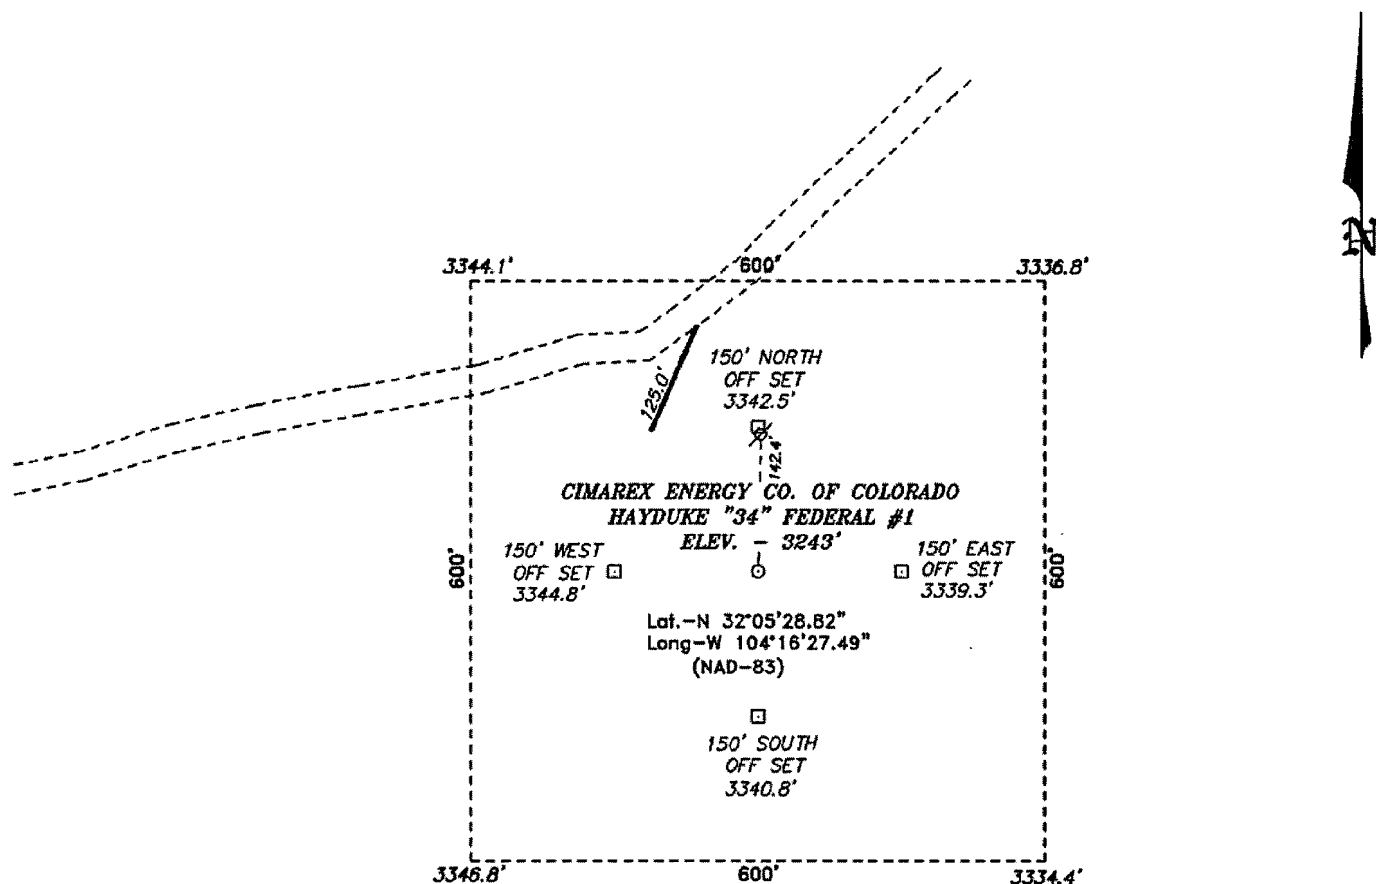 3344.1'
600'
3336.8'
N
150' NORTH
OFF SET
3342.5'
125.0'
142.4'
CIMAREX ENERGY CO. OF COLORADO
HAYDUKE "34" FEDERAL #1
ELEV. - 3243'
150' WEST
OFF SET
3344.8'
150' EAST
OFF SET
3339.3'
600'
600'
Lat.-N 32°05'28.82"
Long-W 104°16'27.49"
(NAD-83)
150' SOUTH
OFF SET
3340.8'
3346.8'
600'
3334.4'